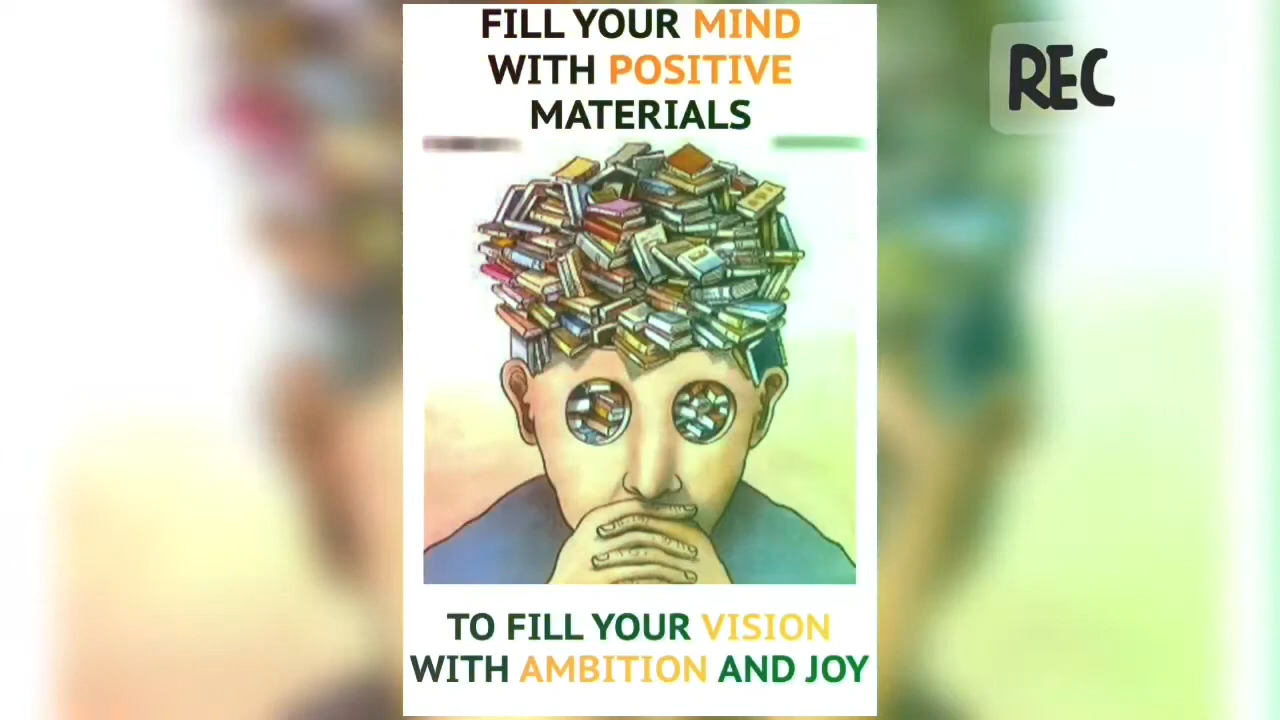 FILL YOUR MIND
WITH POSITIVE
MATERIALS
REC
TO FILL YOUR VISION
WITH AMBITION AND JOY